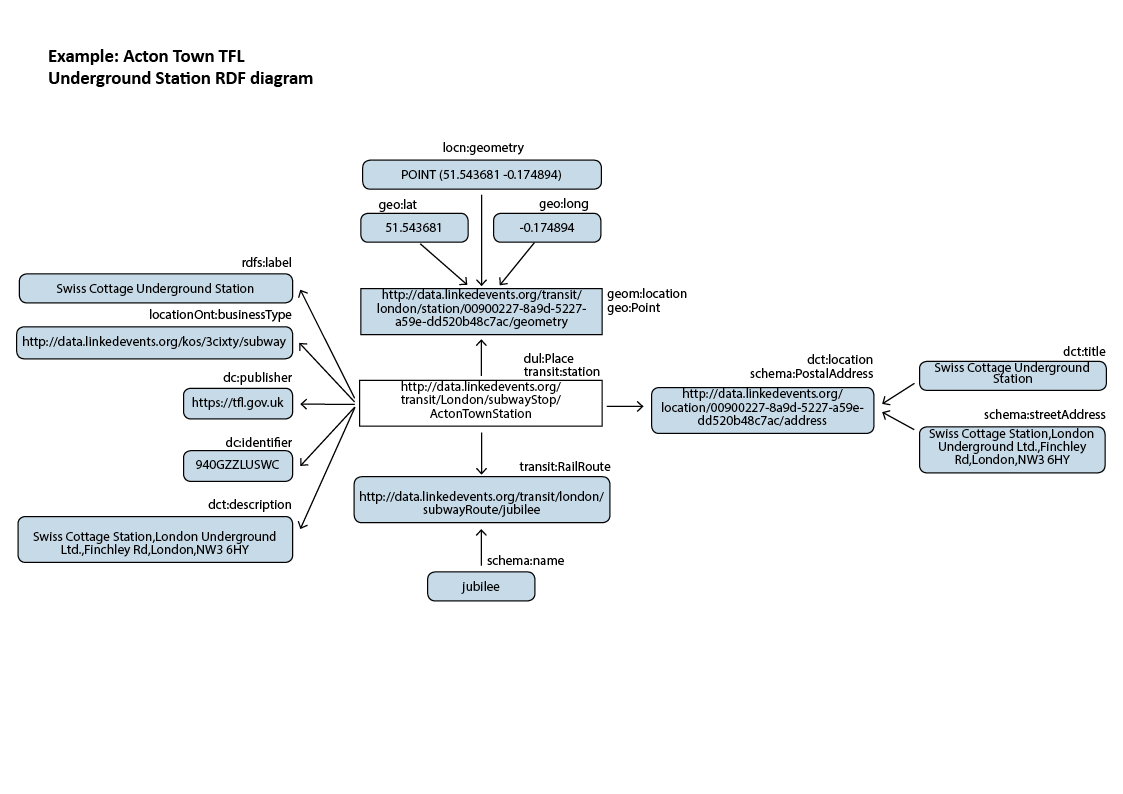 Example: Acton Town TFL
Underground Station RDF diagram
locn:geometry
POINT (51.543681 -0.174894)
geo:lat
geo:long
51.543681
-0.174894
rdfs:label
Swiss Cottage Underground Station
http://data.linkedevents.org/transit/
london/station/00900227-8a9d-5227-
a59e-dd520b48c7ac/geometry
geom:location
geo:Point
locationOnt:businessType
http://data.linkedevents.org/kos/3cixty/subway
dul:Place
transit:station
http://data.linkedevents.org/
transit/London/subwayStop/
ActonTownStation
dc:publisher
https://tfl.gov.uk
dct:location
schema:PostalAddress
http://data.linkedevents.org/
location/00900227-8a9d-5227-a59e-
dd520b48c7ac/address
dct:title
Swiss Cottage Underground
Station
schema:streetAddress
Swiss Cottage Station,London
Underground Ltd.,Finchley
Rd,London,NW3 6HY
dc:identifier
940GZZLUSWC
transit:RailRoute
http://data.linkedevents.org/transit/london/
subwayRoute/jubilee
dct:description
Swiss Cottage Station,London Underground
Ltd.,Finchley Rd,London,NW3 6HY
schema:name
jubilee